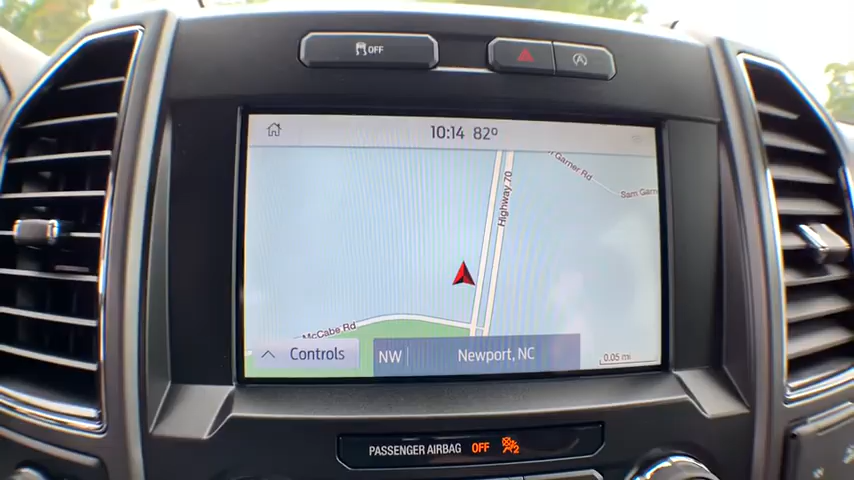 OFF
10:14 82°
Garner Rd
Sam Garn
Highway 70
McCabe Rd
Controls
NW
Newport, NC
0.05 mi
PASSENGER AIRBAG OFF 2